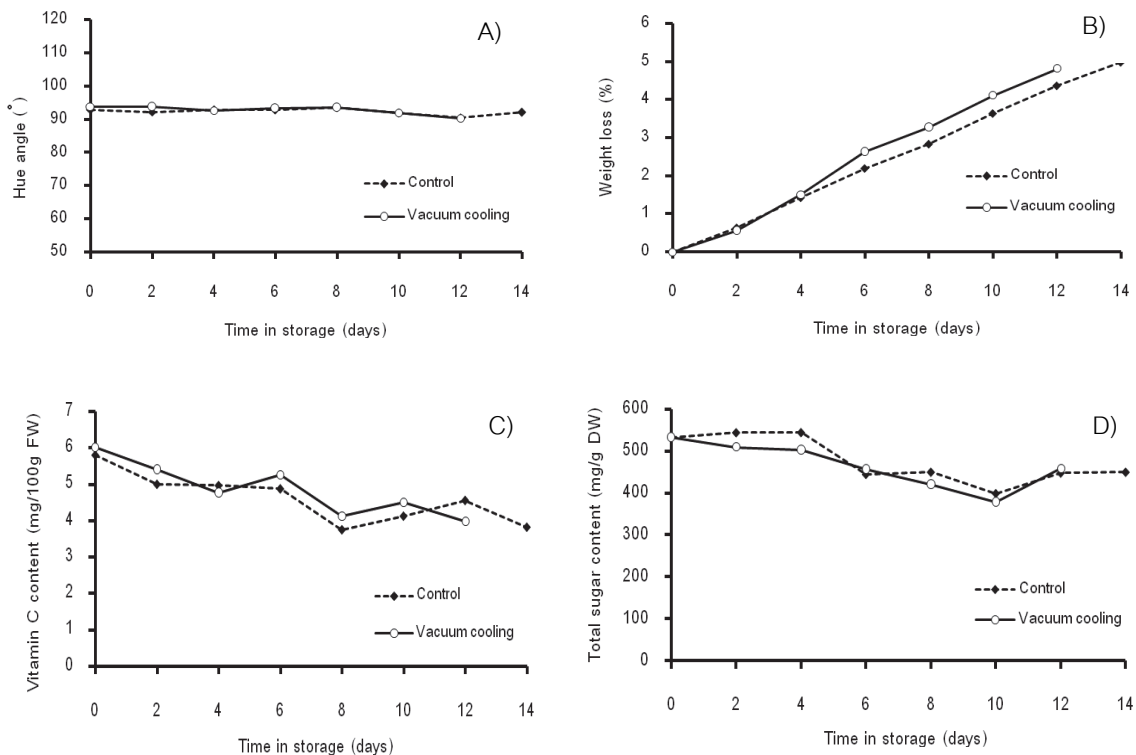 A)
Hue angle (°)
120
110
100
90
80
70
60
50
Control
Vacuum cooling
0 2 4 6 8 10 12 14
Time in storage (days)
B)
Weight loss (%)
6
5
4
3
2
1
0
Control
Vacuum cooling
0 2 4 6 8 10 12 14
Time in storage (days)
C)
Vitamin C content (mg/100g FW)
7
6
5
4
3
2
1
0
Control
Vacuum cooling
0 2 4 6 8 10 12 14
Time in storage (days)
D)
Total sugar content (mg/g DW)
600
500
400
300
200
100
0
Control
Vacuum cooling
0 2 4 6 8 10 12 14
Time in storage (days)